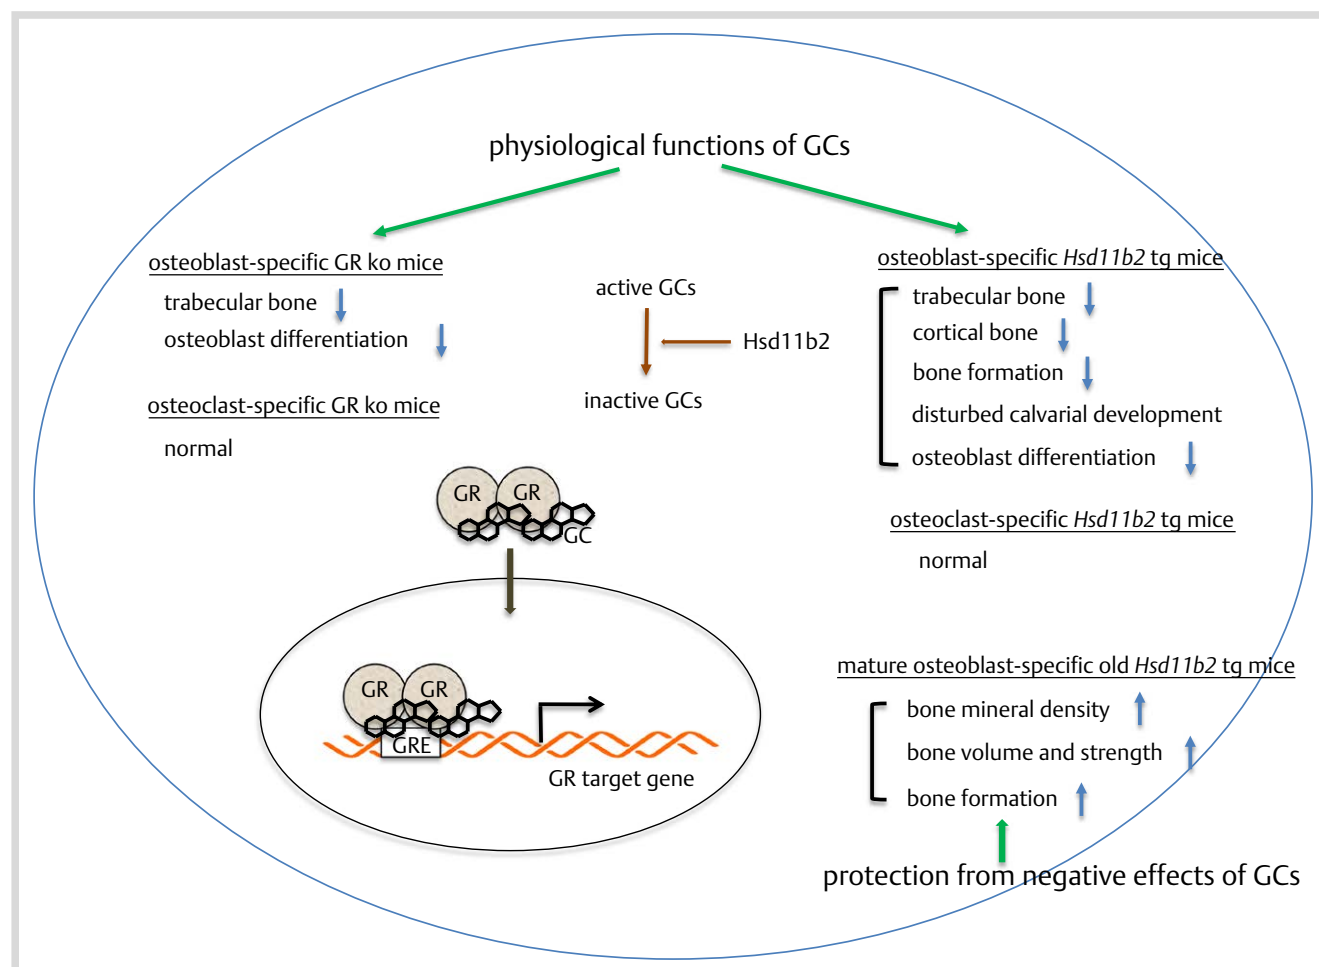 physiological functions of GCs
osteoblast-specific GR ko mice
trabecular bone
osteoblast differentiation
osteoclast-specific GR ko mice
normal
active GCs
Hsd11b2
inactive GCs
osteoblast-specific Hsd11b2 tg mice
trabecular bone
cortical bone
bone formation
disturbed calvarial development
osteoblast differentiation
osteoclast-specific Hsd11b2 tg mice
normal
GR
GR
GC
GR
GR
GRE
GR target gene
mature osteoblast-specific old Hsd11b2 tg mice
bone mineral density
bone volume and strength
bone formation
protection from negative effects of GCs